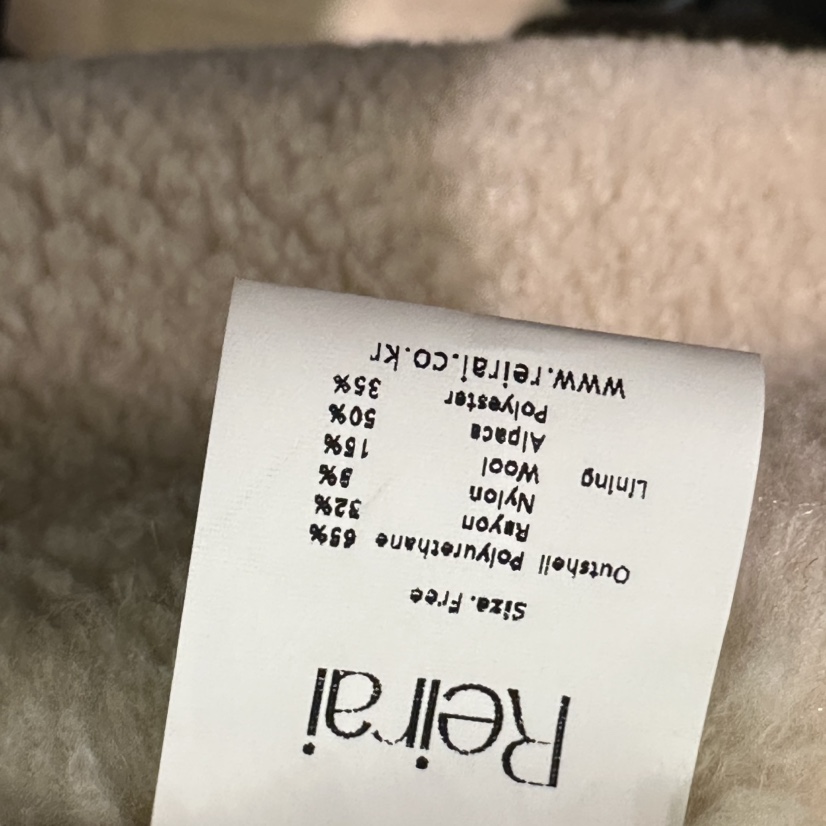 Reirai
Size. Free
Outshell Polyurethane 65%
Rayon 32%
Nylon 3%
Lining Wool 15%
Alpaca 50%
Polyester 35%
www.reirai.co.kr